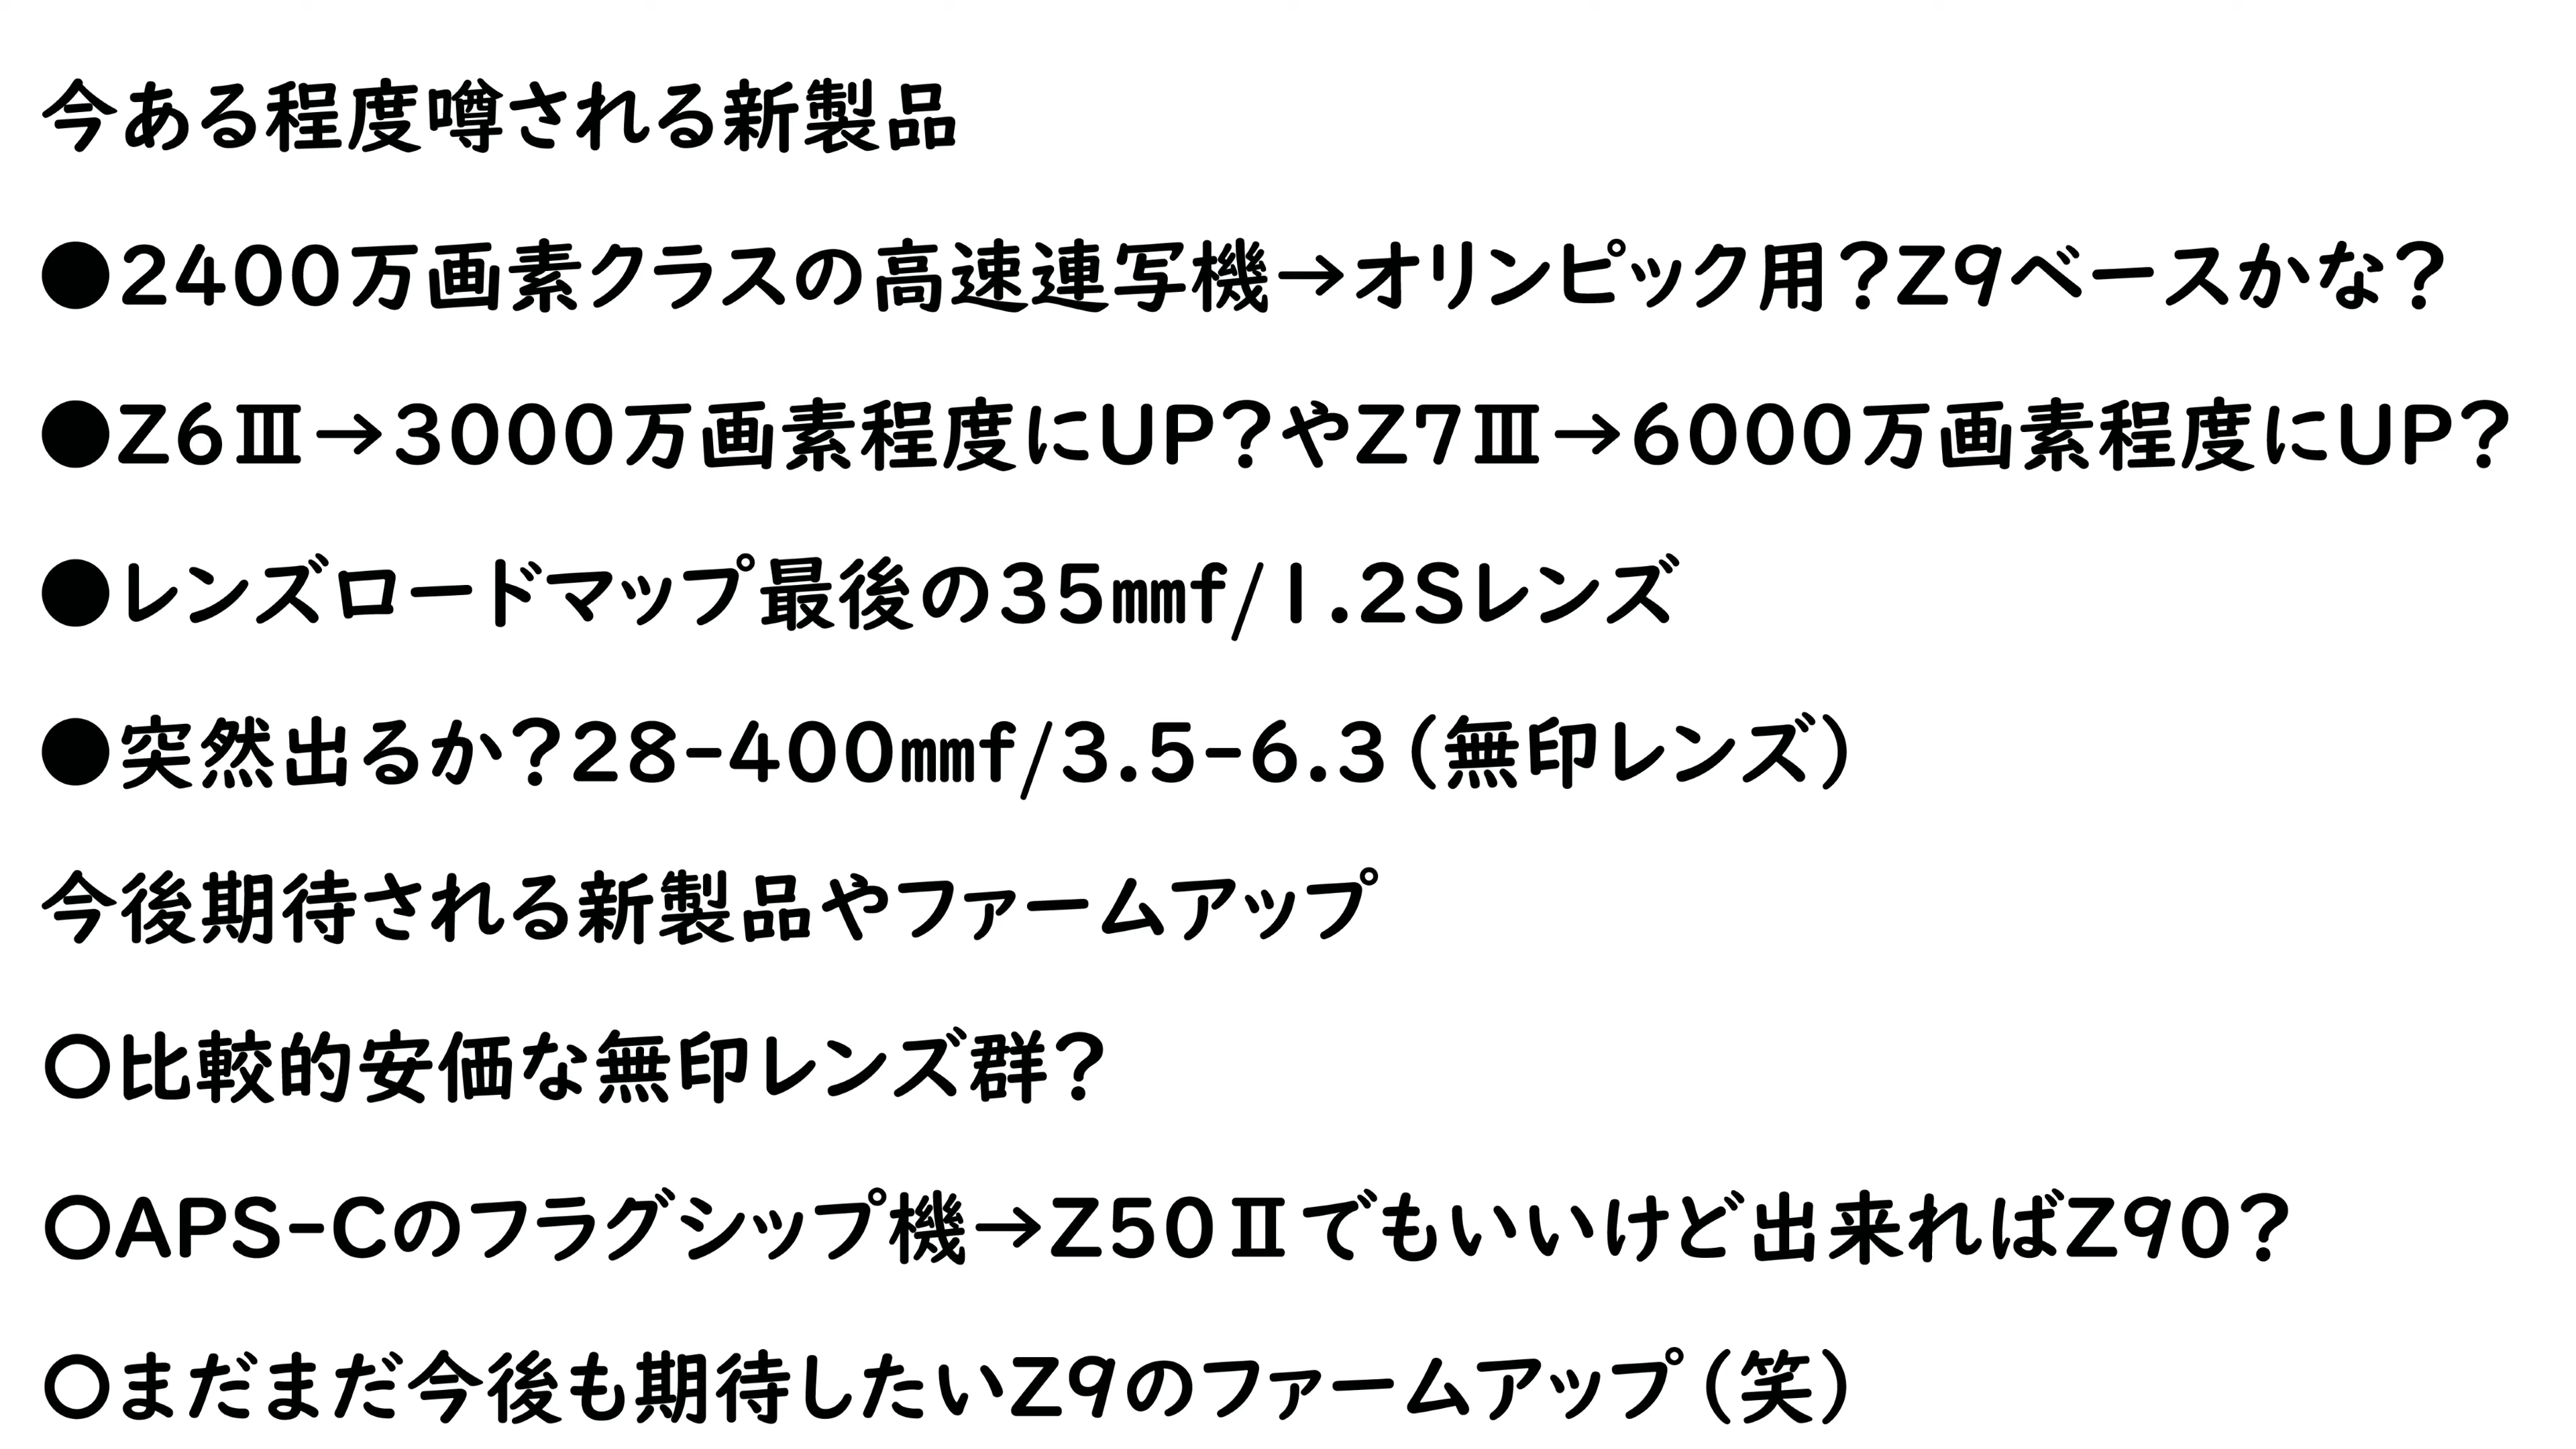 今ある程度噂される新製品
●2400万画素クラスの高速連写機→オリンピック用？Z9ベースかな？
●Z6Ⅲ→3000万画素程度にUP？やZ7Ⅲ→6000万画素程度にUP？
●レンズロードマップ最後の35㎜f/1.2Sレンズ
●突然出るか？28-400㎜f/3.5-6.3（無印レンズ）
今後期待される新製品やファームアップ
○比較的安価な無印レンズ群？
○APS-Cのフラグシップ機→Z50Ⅱでもいいけど出来ればZ90？
○まだまだ今後も期待したいZ9のファームアップ（笑）